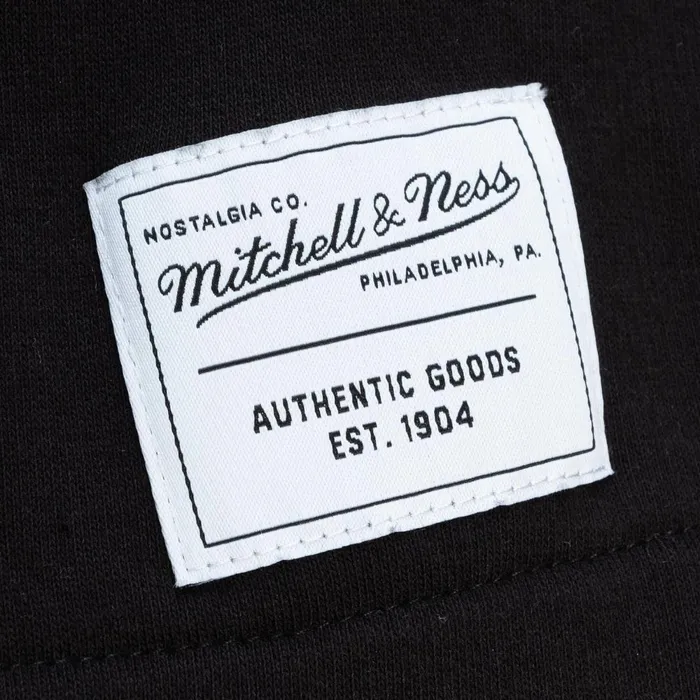 NOSTALGIA CO.
Mitchell & Ness
PHILADELPHIA, PA.
AUTHENTIC GOODS
EST. 1904